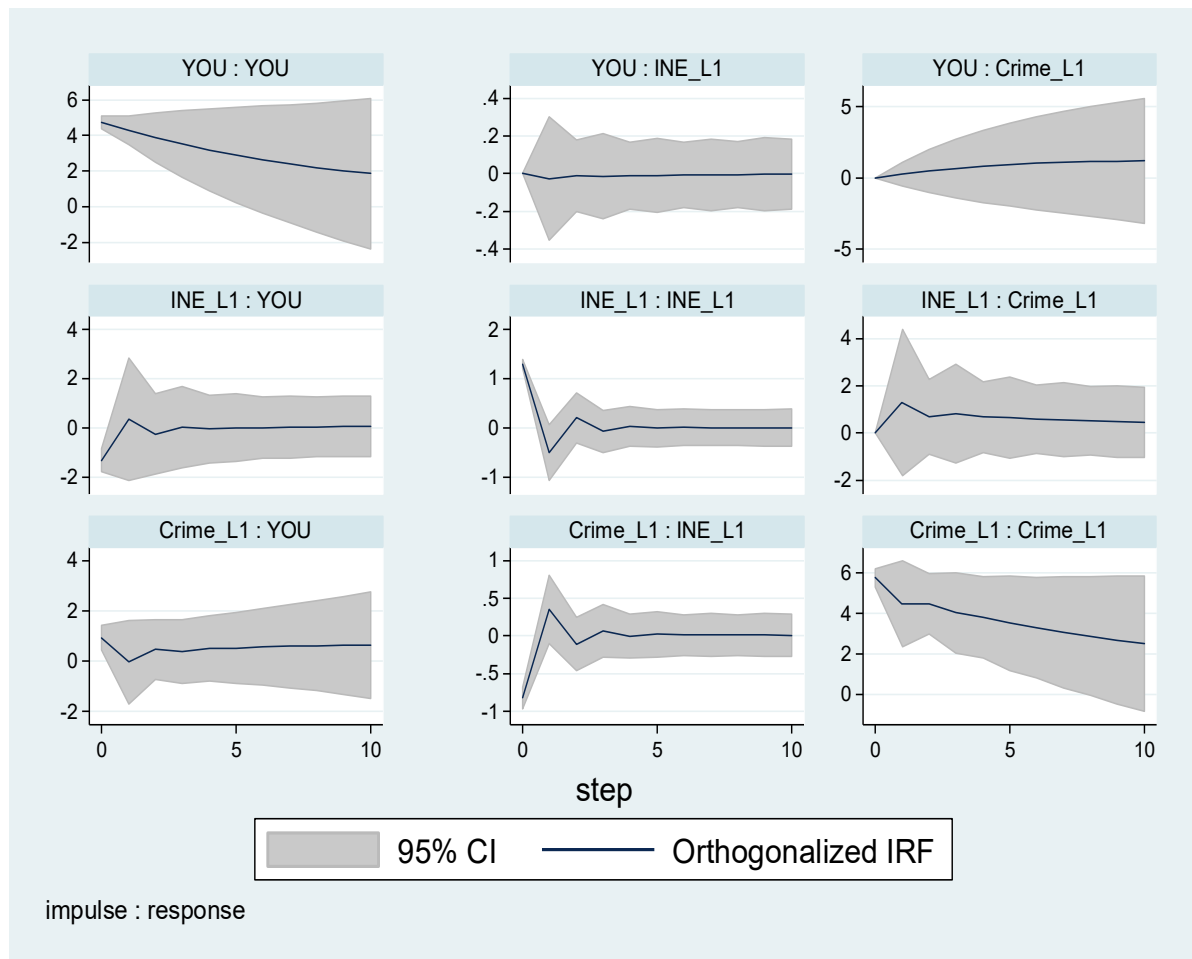 YOU : YOU
YOU : INE_L1
YOU : Crime_L1
6
4
2
0
-2
.4
.2
0
-.2
-.4
5
0
-5
INE_L1 : YOU
INE_L1 : INE_L1
INE_L1 : Crime_L1
4
2
0
-2
2
1
0
-1
4
2
0
-2
Crime_L1 : YOU
Crime_L1 : INE_L1
Crime_L1 : Crime_L1
4
2
0
-2
1
.5
0
-.5
-1
6
4
2
0
0 5 10
0 5 10
0 5 10
step
95% CI
Orthogonalized IRF
impulse : response